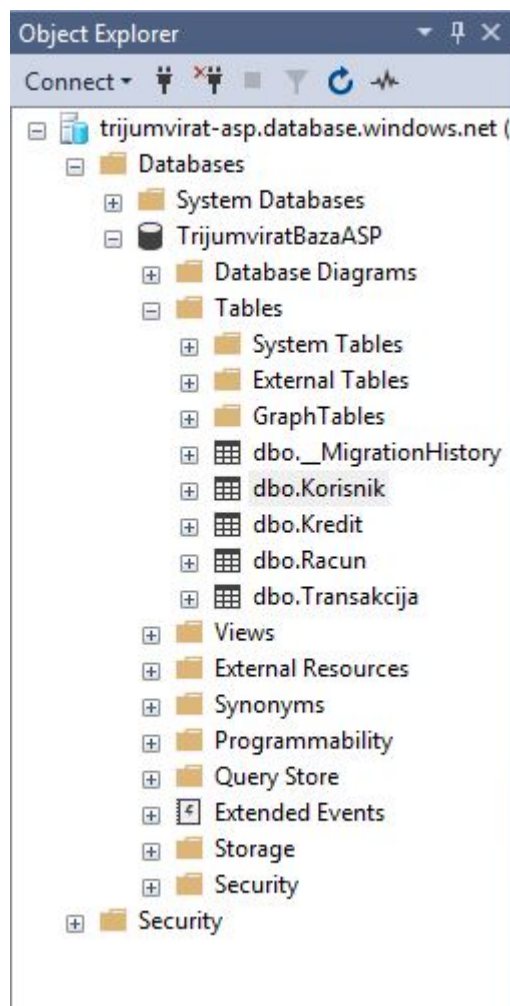 Object Explorer
Connect
trijumvirat-asp.database.windows.net (
Databases
System Databases
TrijumviratBazaASP
Database Diagrams
Tables
System Tables
External Tables
GraphTables
dbo.__MigrationHistory
dbo.Korisnik
dbo.Kredit
dbo.Racun
dbo.Transakcija
Views
External Resources
Synonyms
Programmability
Query Store
Extended Events
Storage
Security
Security